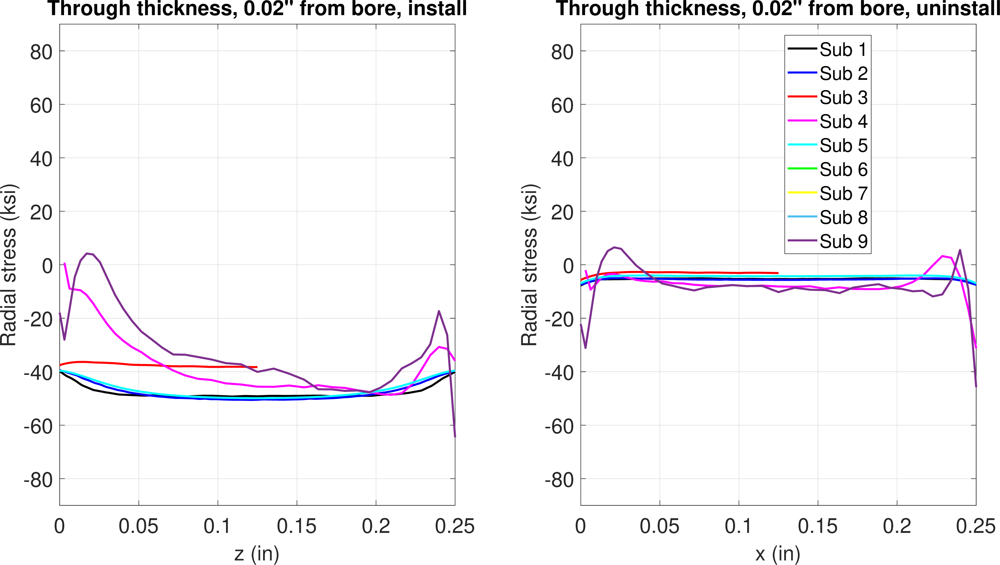 Through thickness, 0.02" from bore, install
80
60
40
20
0
-20
-40
-60
-80
Radial stress (ksi)
0 0.05 0.1 0.15 0.2 0.25
z (in)
Through thickness, 0.02" from bore, uninstall
80
60
40
20
0
-20
-40
-60
-80
Radial stress (ksi)
0 0.05 0.1 0.15 0.2 0.25
x (in)
Sub 1
Sub 2
Sub 3
Sub 4
Sub 5
Sub 6
Sub 7
Sub 8
Sub 9